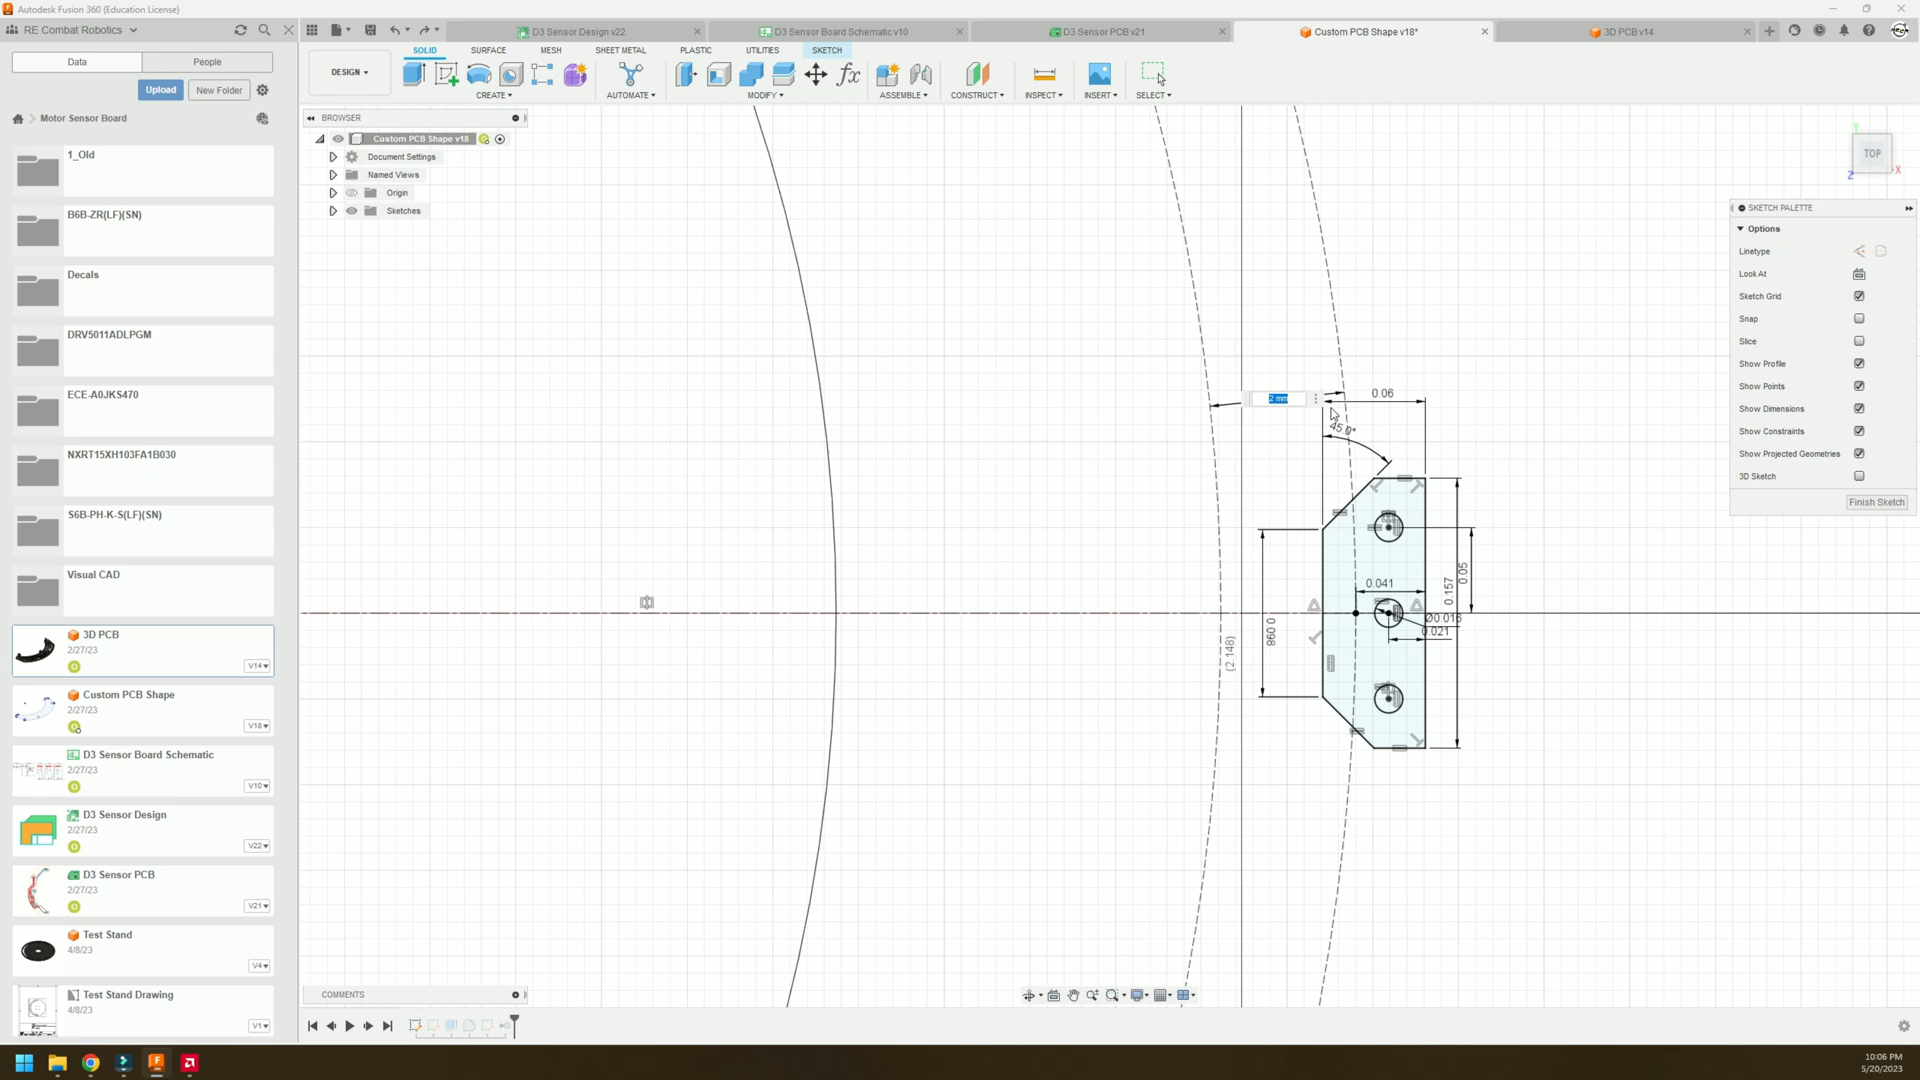 Autodesk Fusion 360 (Education License)
RE Combat Robotics
D3 Sensor Design v22
D3 Sensor Board Schematic v10
D3 Sensor PCB v21
Custom PCB Shape v18*
3D PCB v14
SOLID
SURFACE
MESH
SHEET METAL
PLASTIC
UTILITIES
SKETCH
Data
People
DESIGN
Upload
New Folder
CREATE
AUTOMATE
MODIFY
ASSEMBLE
CONSTRUCT
INSPECT
INSERT
SELECT
Motor Sensor Board
BROWSER
Custom PCB Shape v18
Document Settings
Named Views
Origin
Sketches
1_Old
B6B-ZR(LF)(SN)
Decals
DRV5011ADLPGM
ECE-A0JKS470
NXRT15XH103FA1B030
S6B-PH-K-S(LF)(SN)
Visual CAD
3D PCB
2/27/23
V14
Custom PCB Shape
2/27/23
V18
D3 Sensor Board Schematic
2/27/23
V10
D3 Sensor Design
2/27/23
V22
D3 Sensor PCB
2/27/23
V21
Test Stand
4/8/23
V4
Test Stand Drawing
4/8/23
V1
TOP
X
Y
Z
SKETCH PALETTE
Options
Linetype
Look At
Sketch Grid
Snap
Slice
Show Profile
Show Points
Show Dimensions
Show Constraints
Show Projected Geometries
3D Sketch
Finish Sketch
2 mm
0.06
45.0°
0.041
0.157
0.05
Ø0.016
0.021
0.098
(2.148)
COMMENTS
10:06 PM
5/20/2023